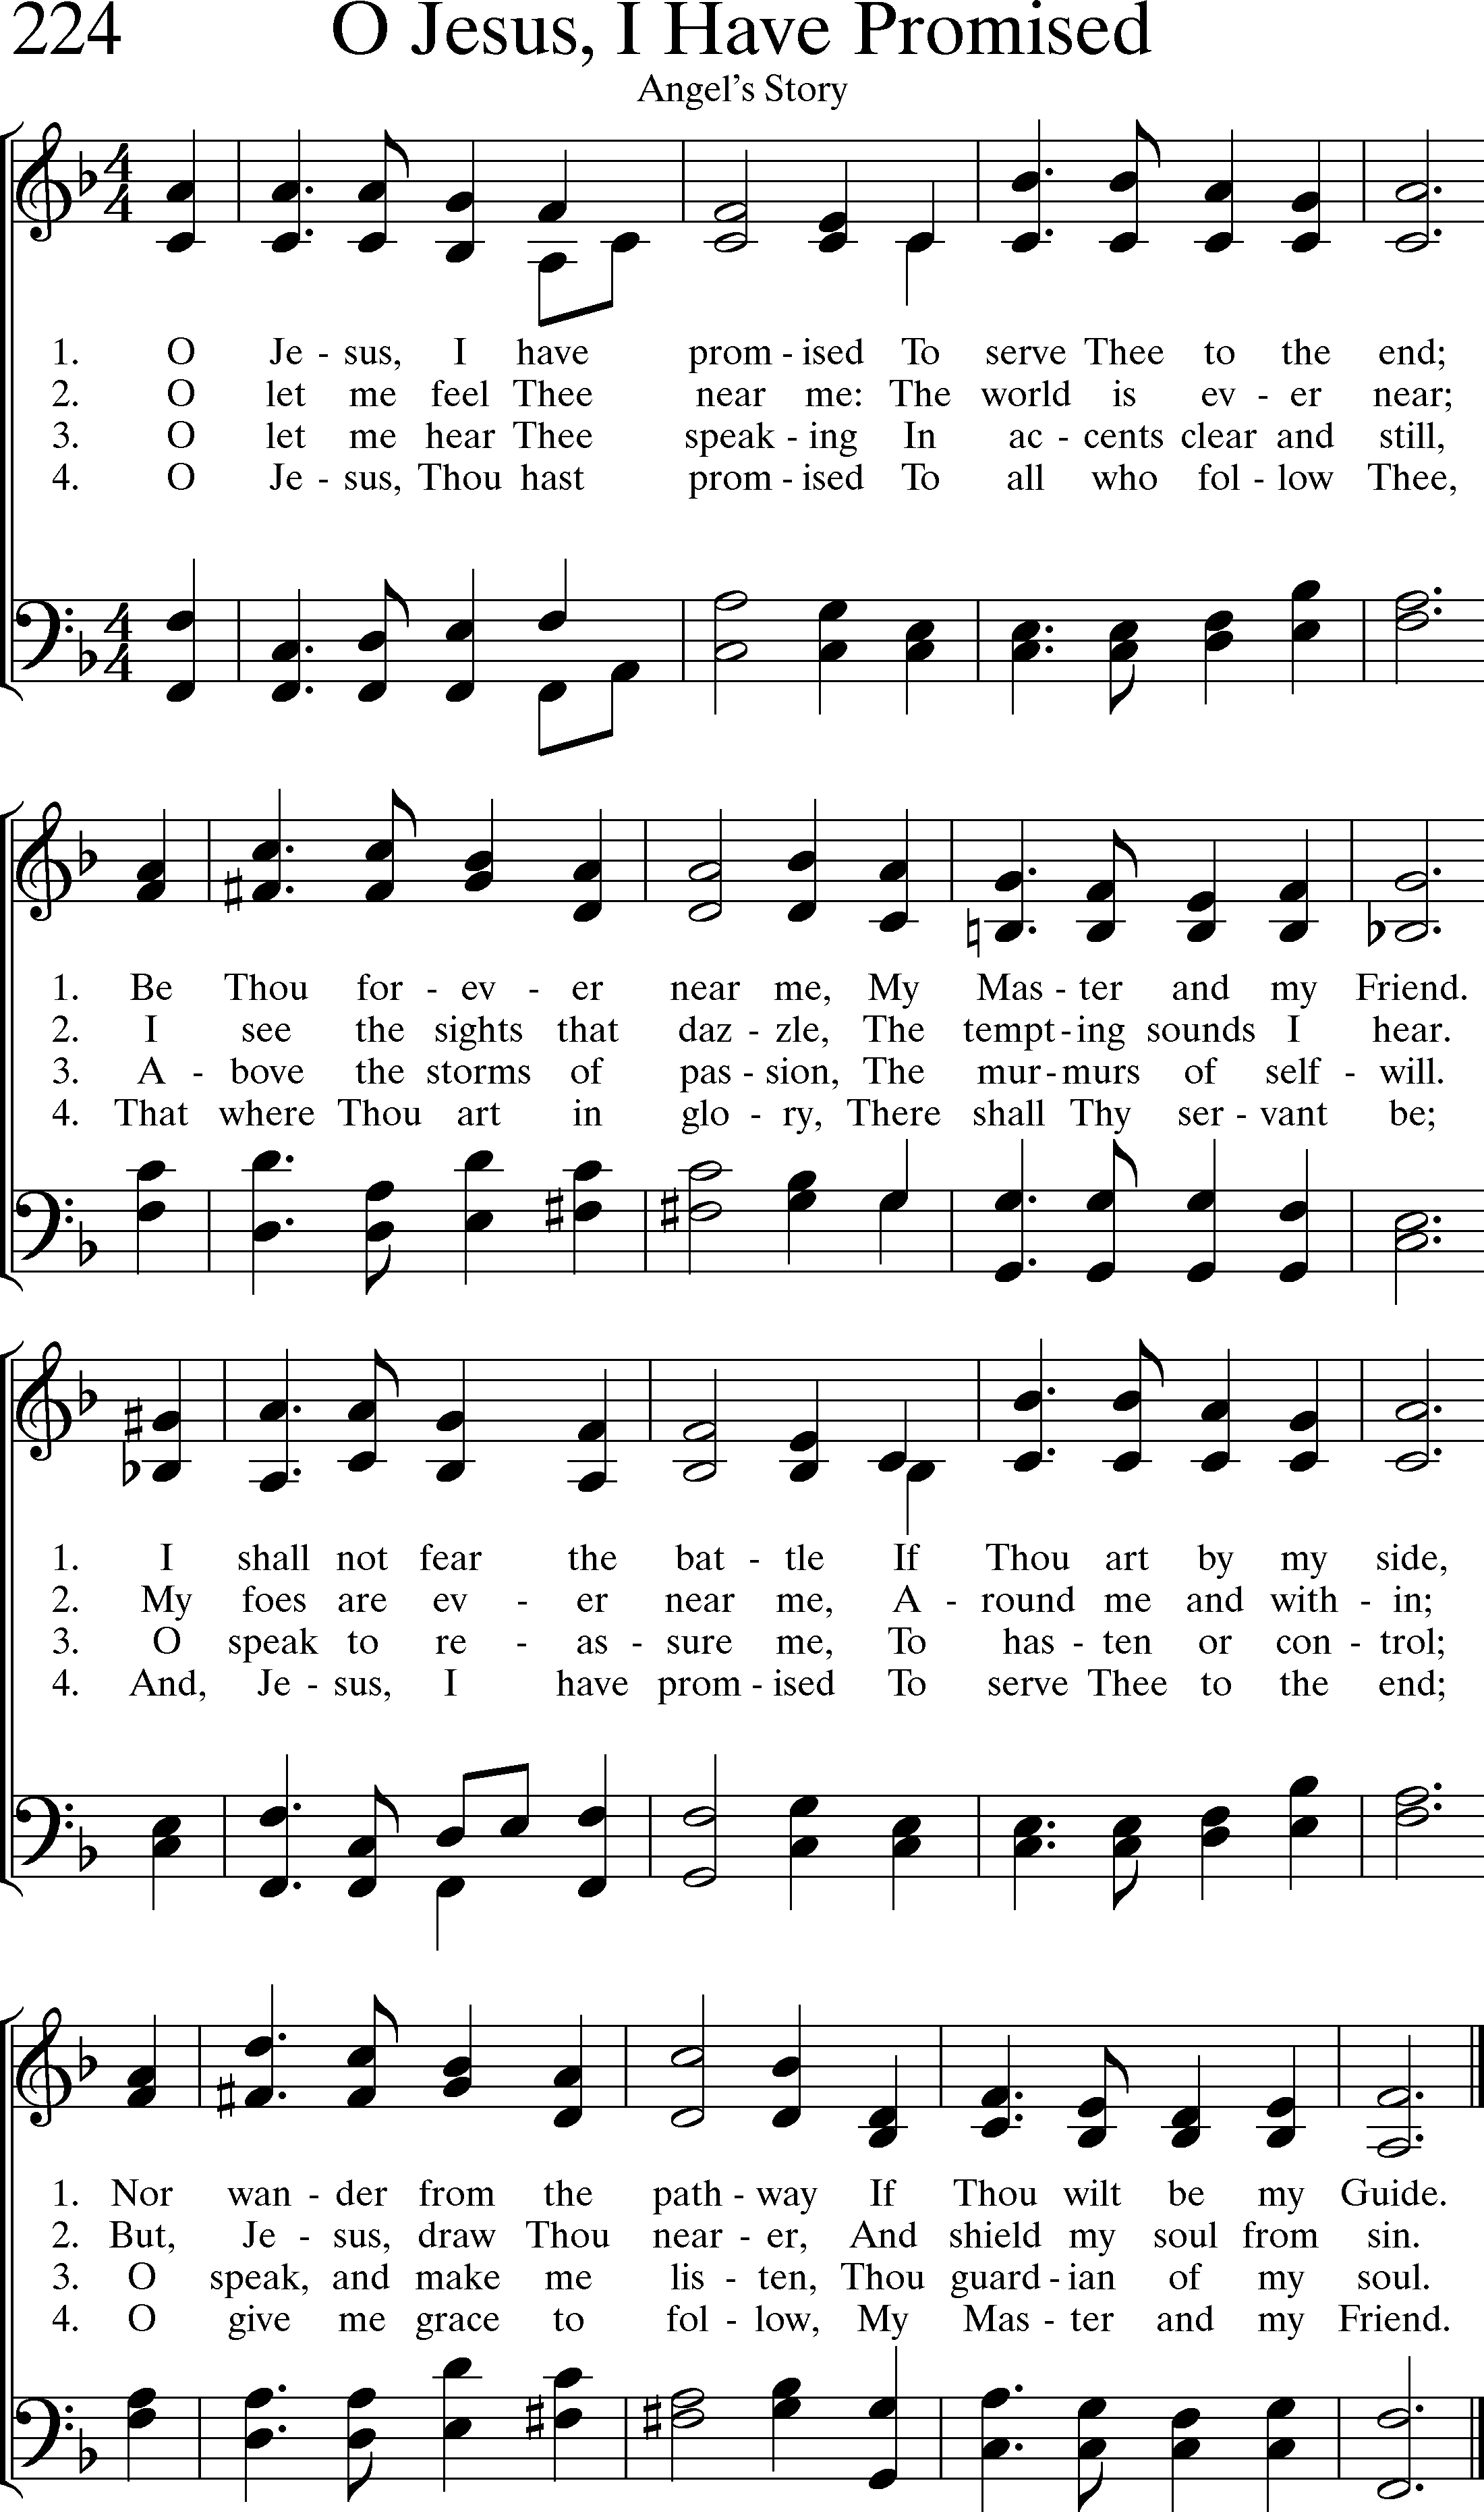 224 O Jesus, I Have Promised
Angel's Story
1. O Je - sus, I have prom - ised To serve Thee to the end;
2. O let me feel Thee near me: The world is ev - er near;
3. O let me hear Thee speak - ing In ac - cents clear and still,
4. O Je - sus, Thou hast prom - ised To all who fol - low Thee,
1. Be Thou for - ev - er near me, My Mas - ter and my Friend.
2. I see the sights that daz - zle, The tempt - ing sounds I hear.
3. A - bove the storms of pas - sion, The mur - murs of self - will.
4. That where Thou art in glo - ry, There shall Thy ser - vant be;
1. I shall not fear the bat - tle If Thou art by my side,
2. My foes are ev - er near me, A - round me and with - in;
3. O speak to re - as - sure me, To has - ten or con - trol;
4. And, Je - sus, I have prom - ised To serve Thee to the end;
1. Nor wan - der from the path - way If Thou wilt be my Guide.
2. But, Je - sus, draw Thou near - er, And shield my soul from sin.
3. O speak, and make me lis - ten, Thou guard - ian of my soul.
4. O give me grace to fol - low, My Mas - ter and my Friend.